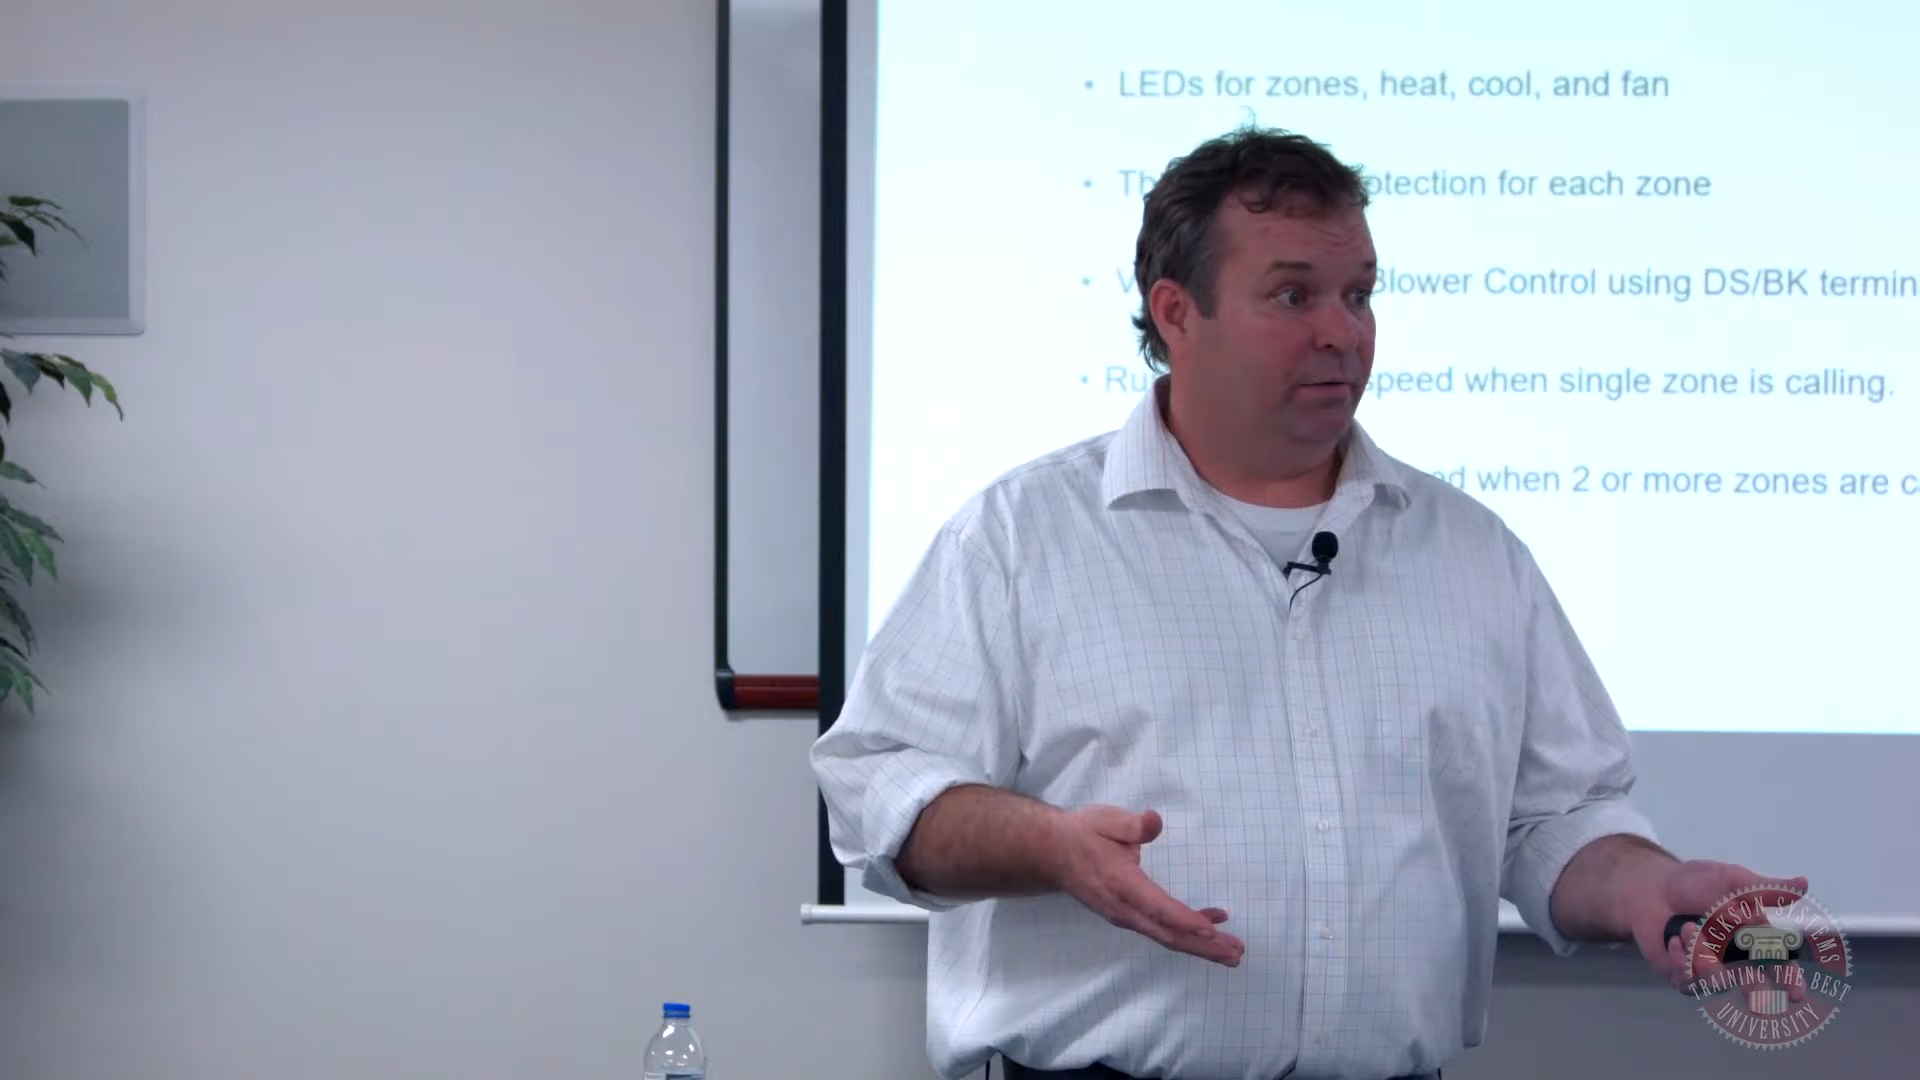 • LEDs for zones, heat, cool, and fan
• otection for each zone
• Blower Control using DS/BK termin
• Ru speed when single zone is calling.
when 2 or more zones are c
JACKSON SYSTEMS
TRAINING THE BEST
UNIVERSITY